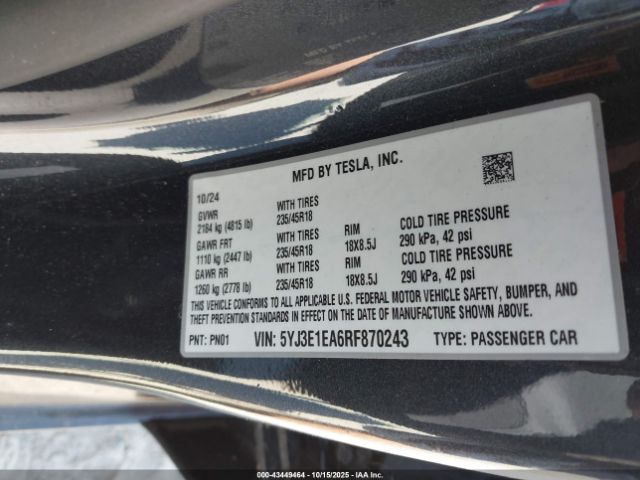 MFD BY TESLA, INC.
10/24
GVWR WITH TIRES
2184 kg (4815 lb) 235/45R18
GAWR FRT WITH TIRES RIM COLD TIRE PRESSURE
1110 kg (2447 lb) 235/45R18 18X8.5J 290 kPa, 42 psi
GAWR RR WITH TIRES RIM COLD TIRE PRESSURE
1260 kg (2778 lb) 235/45R18 18X8.5J 290 kPa, 42 psi
THIS VEHICLE CONFORMS TO ALL APPLICABLE U.S. FEDERAL MOTOR VEHICLE SAFETY, BUMPER, AND
THEFT PREVENTION STANDARDS IN EFFECT ON THE DATE OF MANUFACTURE SHOWN ABOVE.
PNT: PN01 VIN: 5YJ3E1EA6RF870243 TYPE: PASSENGER CAR
000-43449464 - 10/15/2025 - © IAA Holdings, LLC